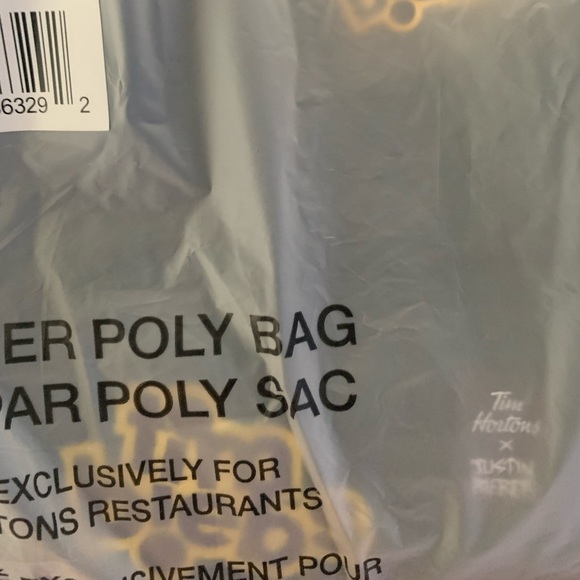 6329 2
ER POLY BAG
PAR POLY SAC
EXCLUSIVELY FOR
TONS RESTAURANTS
CIVEMENT POUR
Tim
Hortons
×
JUSTIN
BIEBER